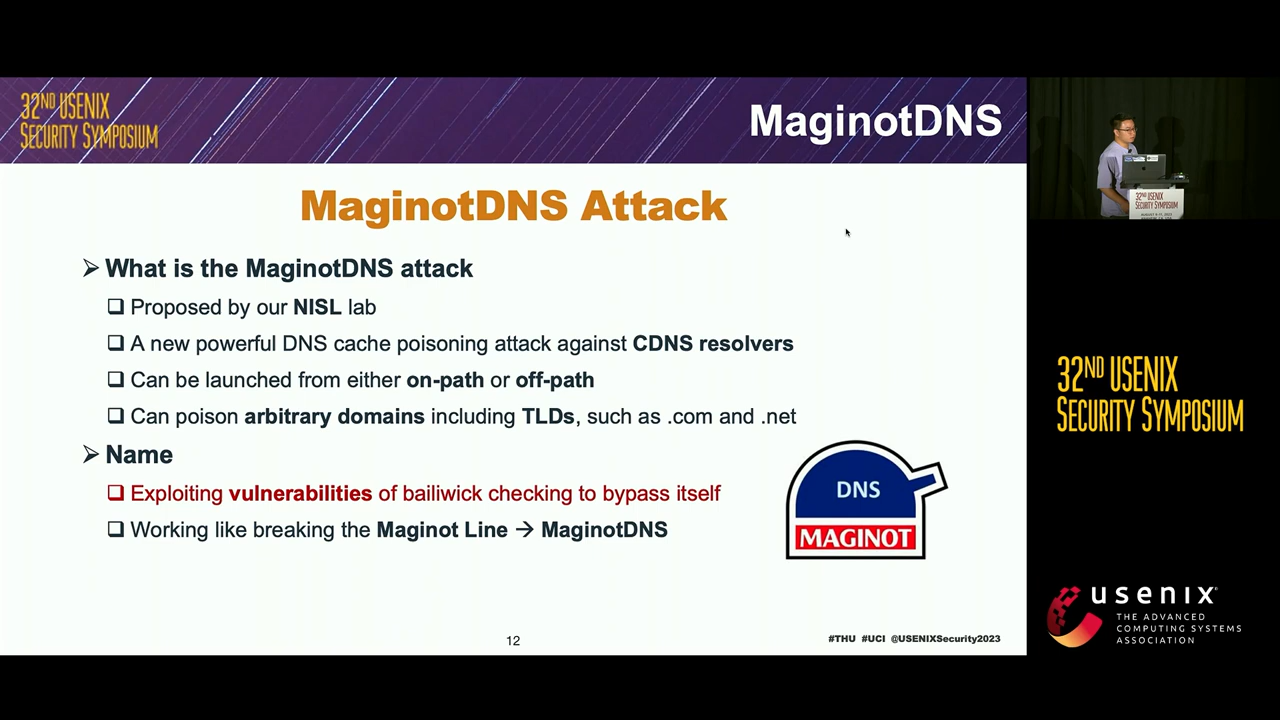 32ND USENIX
SECURITY SYMPOSIUM
MaginotDNS
MaginotDNS Attack
What is the MaginotDNS attack
Proposed by our NISL lab
A new powerful DNS cache poisoning attack against CDNS resolvers
Can be launched from either on-path or off-path
Can poison arbitrary domains including TLDs, such as .com and .net
Name
Exploiting vulnerabilities of bailiwick checking to bypass itself
Working like breaking the Maginot Line → MaginotDNS
DNS
MAGINOT
12
#THU #UCI @USENIXSecurity2023
32ND USENIX
SECURITY SYMPOSIUM
32ND USENIX
SECURITY SYMPOSIUM
usenix
THE ADVANCED
COMPUTING SYSTEMS
ASSOCIATION